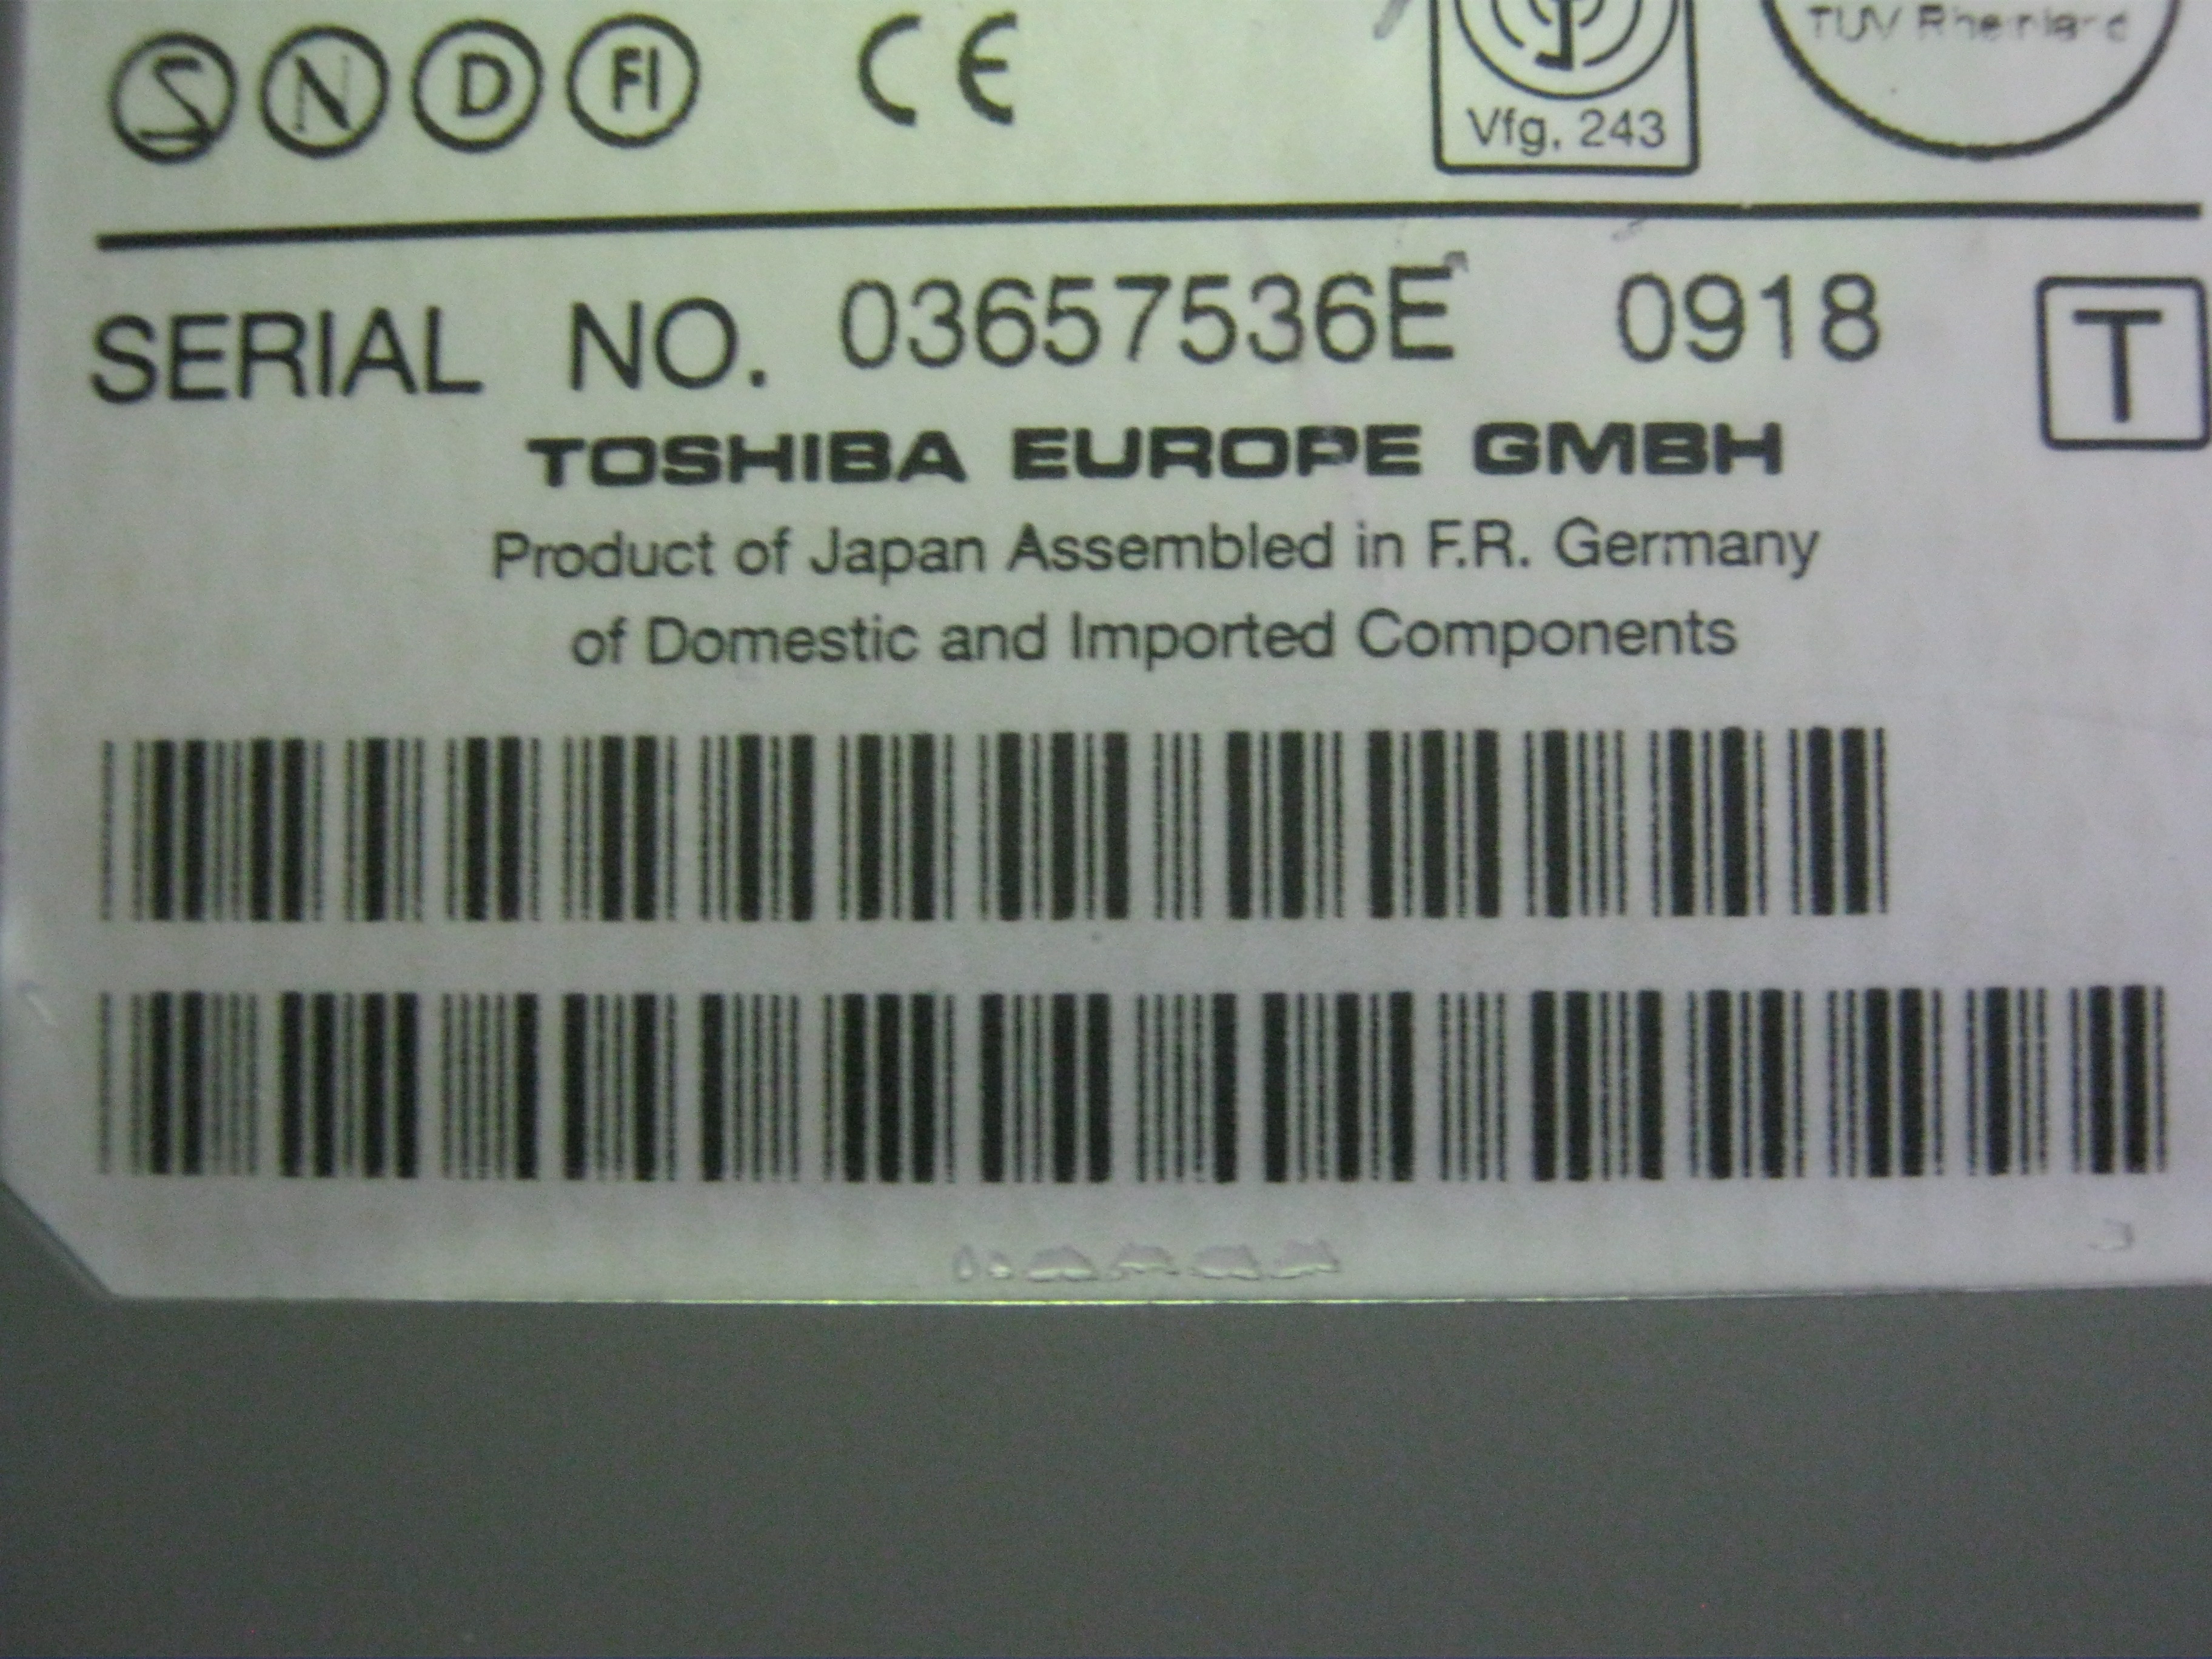 S N D FI CE
Vfg. 243
TUV Rheinland
SERIAL NO. 03657536E 0918 T
TOSHIBA EUROPE GMBH
Product of Japan Assembled in F.R. Germany
of Domestic and Imported Components